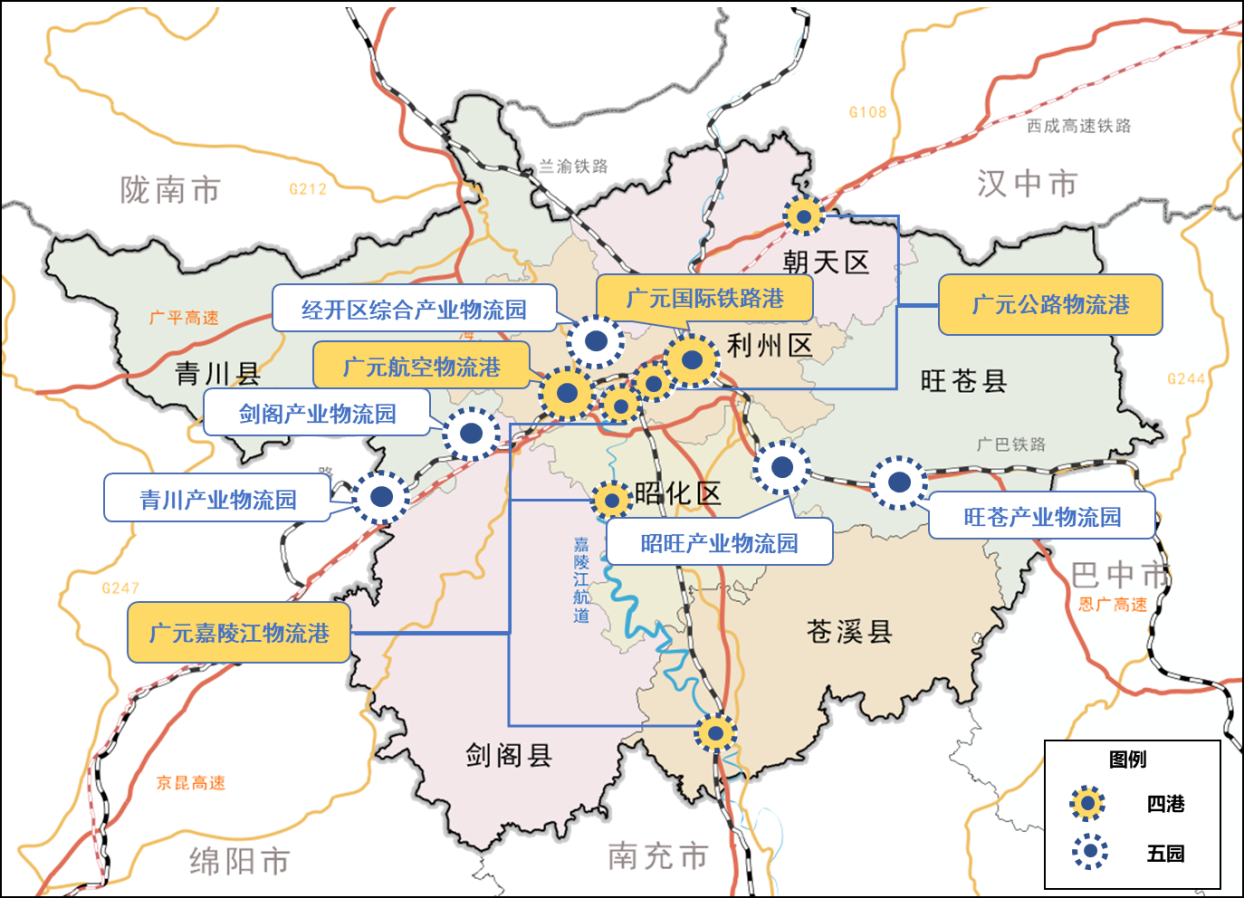 G108
西成高速铁路
兰渝铁路
陇南市
G212
汉中市
朝天区
经开区综合产业物流园
广元国际铁路港
广元公路物流港
广平高速
青川县
广元航空物流港
利州区
旺苍县
G244
剑阁产业物流园
广巴铁路
路
青川产业物流园
昭化区
旺苍产业物流园
昭旺产业物流园
嘉陵江航道
巴中市
G247
恩广高速
广元嘉陵江物流港
苍溪县
剑阁县
京昆高速
绵阳市
南充市
图例
四港
五园